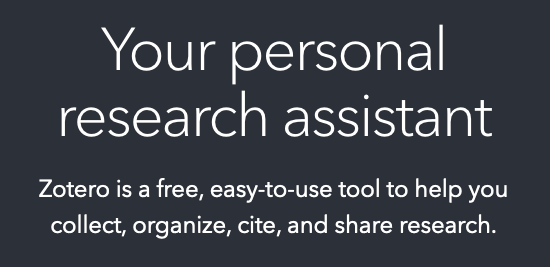 Your personal
research assistant
Zotero is a free, easy-to-use tool to help you
collect, organize, cite, and share research.